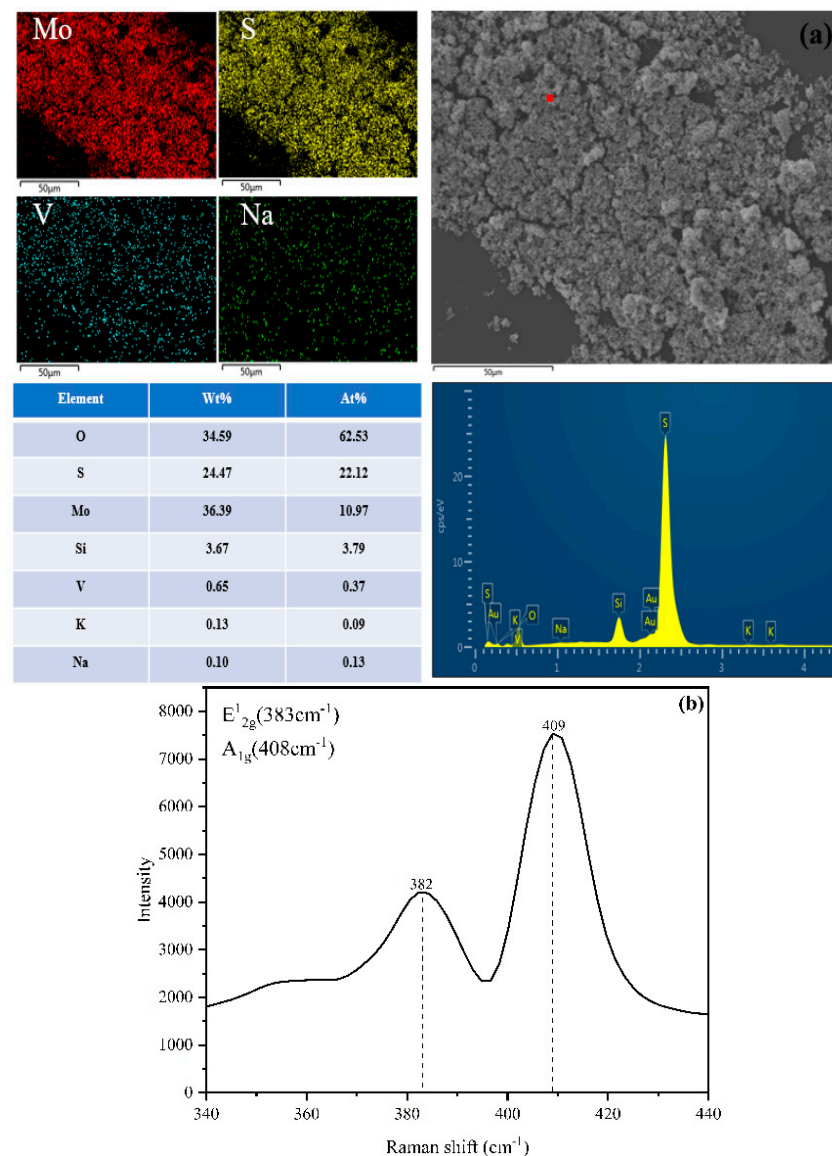 Mo
S
(a)
50μm
50μm
V
Na
50μm
50μm
50μm
Element Wt% At%
O 34.59 62.53
S 24.47 22.12
Mo 36.39 10.97
Si 3.67 3.79
V 0.65 0.37
K 0.13 0.09
Na 0.10 0.13
cps/eV
20
10
0
S
Au
K
O
V
Na
Si
Au
Au
S
K
K
0 1 2 3 4
(b)
E¹₂g(383cm⁻¹)
A₁g(408cm⁻¹)
382
409
Intensity
8000
7000
6000
5000
4000
3000
2000
1000
0
340 360 380 400 420 440
Raman shift (cm⁻¹)